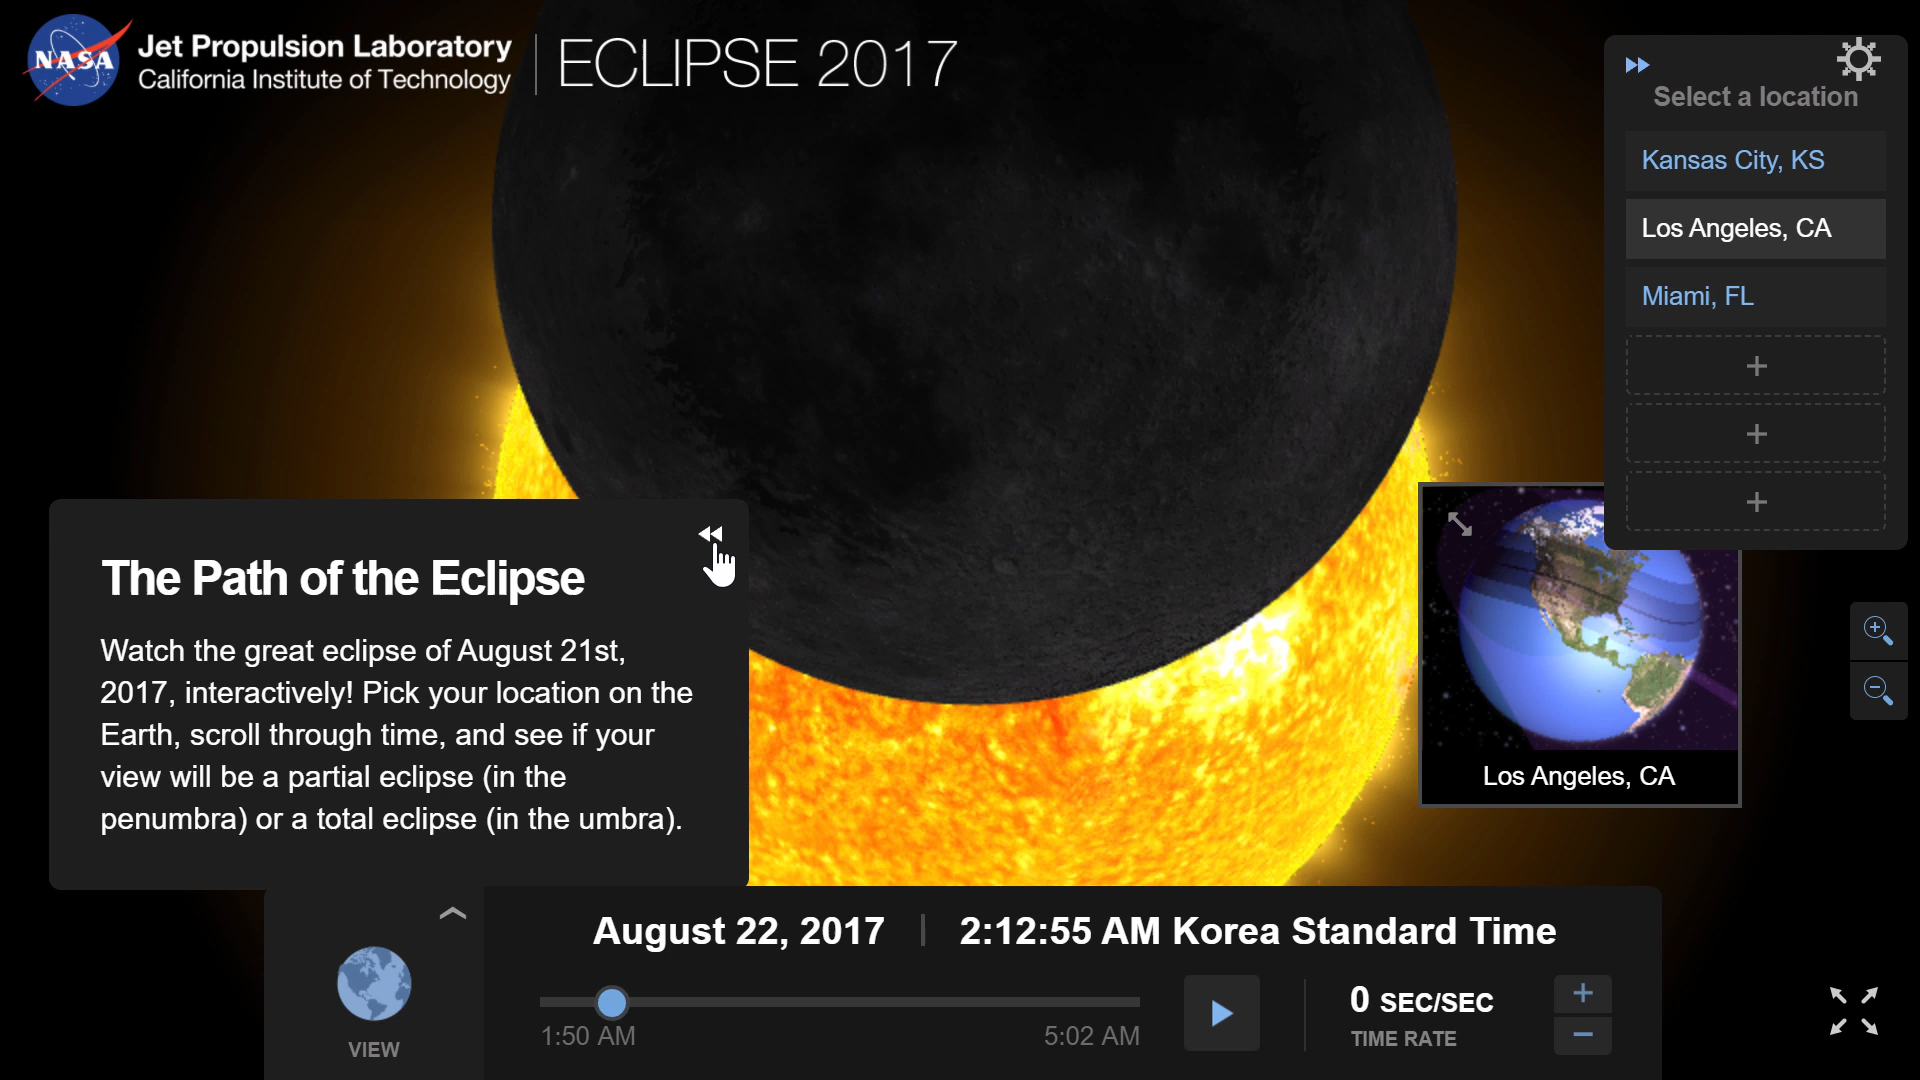 NASA
Jet Propulsion Laboratory
California Institute of Technology
ECLIPSE 2017
Select a location
Kansas City, KS
Los Angeles, CA
Miami, FL
+
+
+
The Path of the Eclipse
Watch the great eclipse of August 21st,
2017, interactively! Pick your location on the
Earth, scroll through time, and see if your
view will be a partial eclipse (in the
penumbra) or a total eclipse (in the umbra).
Los Angeles, CA
VIEW
August 22, 2017 | 2:12:55 AM Korea Standard Time
1:50 AM
5:02 AM
0 SEC/SEC
TIME RATE
+
−